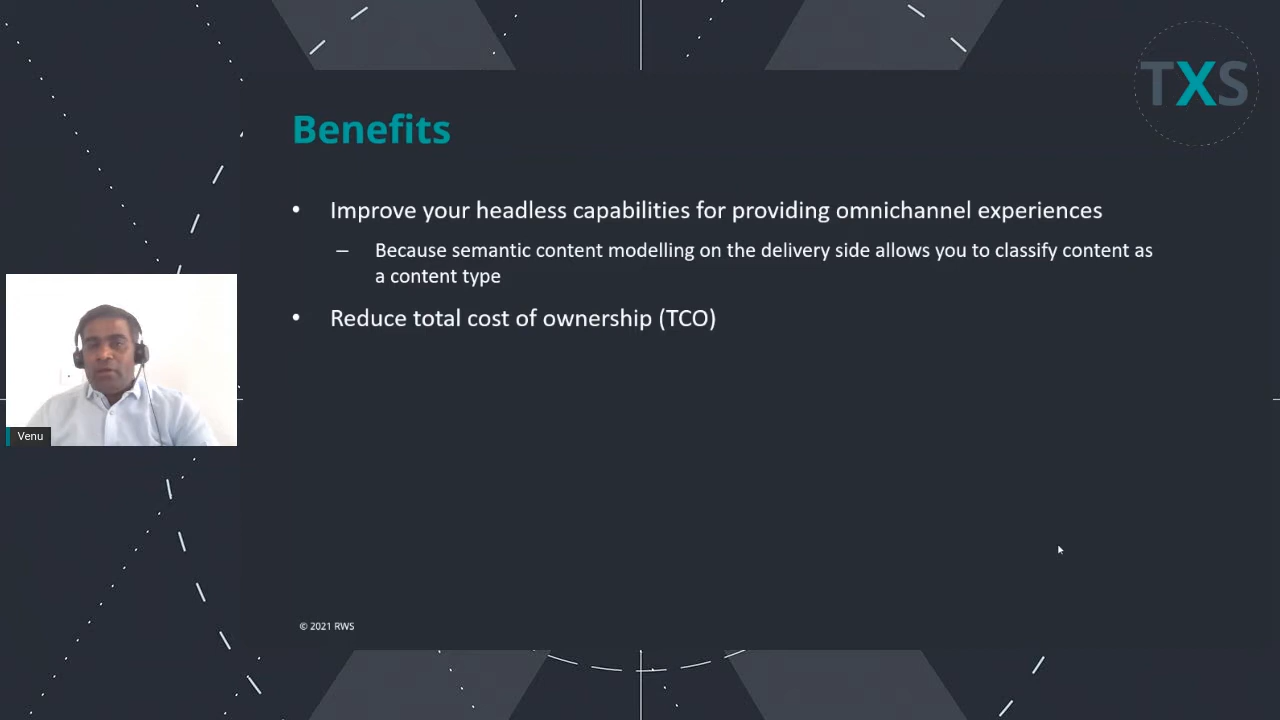 TXS
Benefits
• Improve your headless capabilities for providing omnichannel experiences
– Because semantic content modelling on the delivery side allows you to classify content as
a content type
• Reduce total cost of ownership (TCO)
Venu
© 2021 RWS